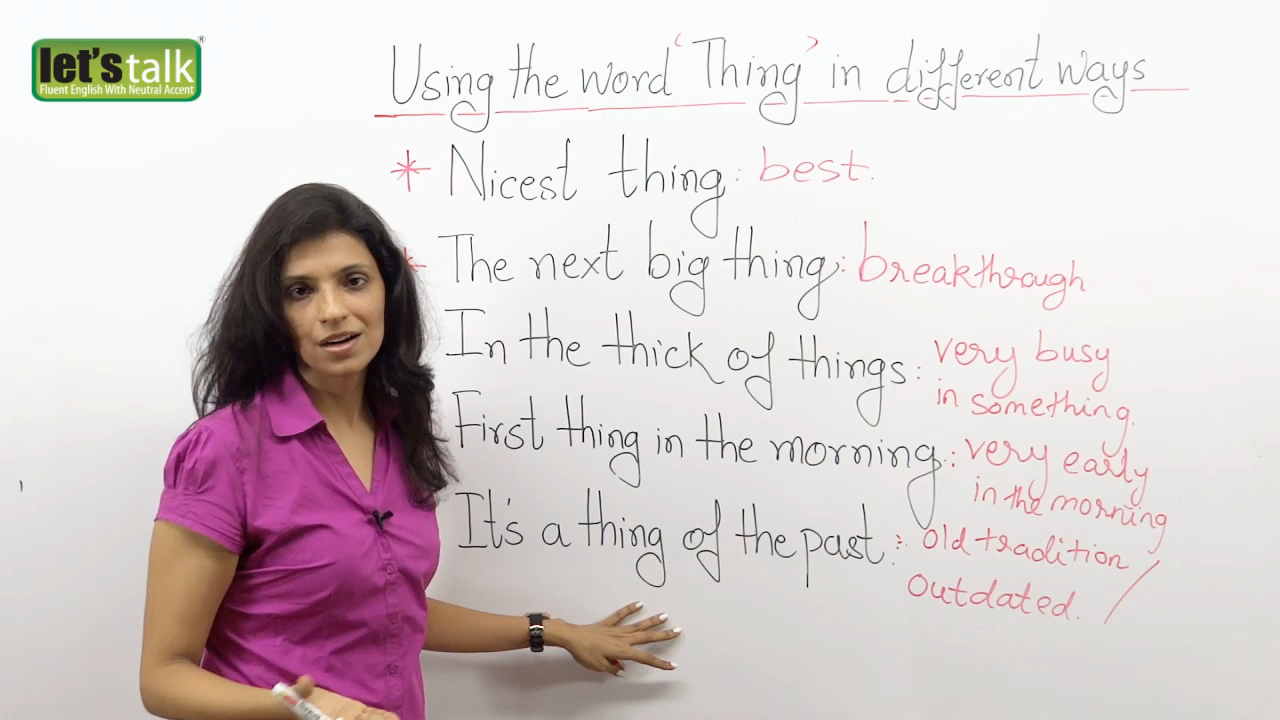 let's talk®
Fluent English With Neutral Accent
Using the word 'Thing' in different ways
* Nicest thing: best.
* The next big thing: breakthrough
In the thick of things: very busy
in something.
First thing in the morning: very early
in the morning
It's a thing of the past: old tradition /
Outdated.